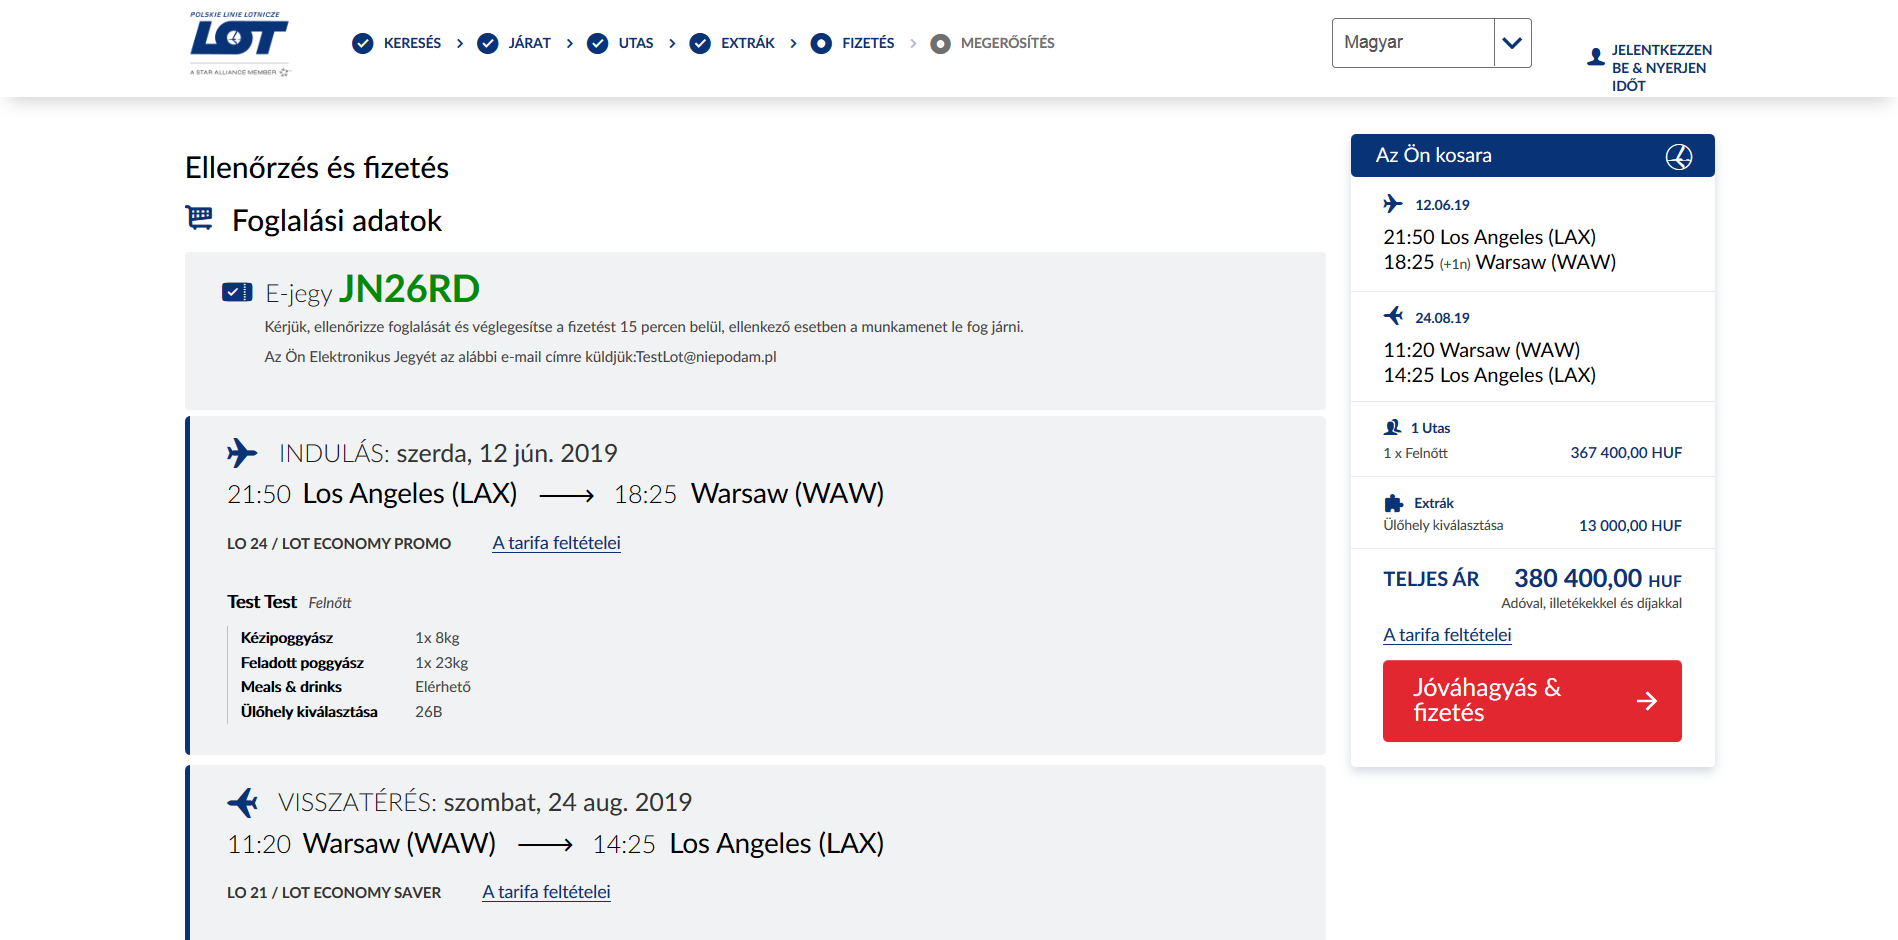 POLSKIE LINIE LOTNICZE
LOT
A STAR ALLIANCE MEMBER
KERESÉS
JÁRAT
UTAS
EXTRÁK
FIZETÉS
MEGERŐSÍTÉS
Magyar
JELENTKEZZEN
BE & NYERJEN
IDŐT
Ellenőrzés és fizetés
Foglalási adatok
E-jegy JN26RD
Kérjük, ellenőrizze foglalását és véglegesítse a fizetést 15 percen belül, ellenkező esetben a munkamenet le fog járni.
Az Ön Elektronikus Jegyét az alábbi e-mail címre küldjük:TestLot@niepodam.pl
INDULÁS: szerda, 12 jún. 2019
21:50 Los Angeles (LAX) 18:25 Warsaw (WAW)
LO 24 / LOT ECONOMY PROMO A tarifa feltételei
Test Test Felnőtt
Kézipoggyász 1x 8kg
Feladott poggyász 1x 23kg
Meals & drinks Elérhető
Ülőhely kiválasztása 26B
VISSZATÉRÉS: szombat, 24 aug. 2019
11:20 Warsaw (WAW) 14:25 Los Angeles (LAX)
LO 21 / LOT ECONOMY SAVER A tarifa feltételei
Az Ön kosara
12.06.19
21:50 Los Angeles (LAX)
18:25 (+1n) Warsaw (WAW)
24.08.19
11:20 Warsaw (WAW)
14:25 Los Angeles (LAX)
1 Utas
1 x Felnőtt 367 400,00 HUF
Extrák
Ülőhely kiválasztása 13 000,00 HUF
TELJES ÁR 380 400,00 HUF
Adóval, illetékekkel és díjakkal
A tarifa feltételei
Jóváhagyás &
fizetés